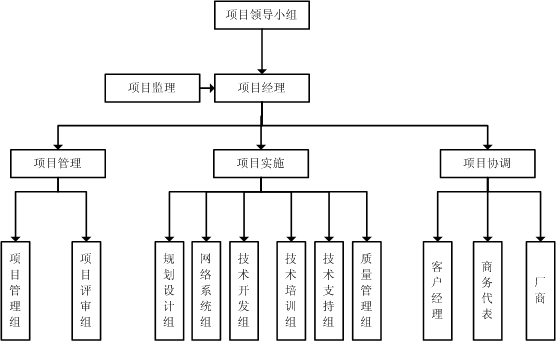 项目领导小组
项目监理
项目经理
项目管理
项目实施
项目协调
项目管理组
项目评审组
规划设计组
网络系统组
技术开发组
技术培训组
技术支持组
质量管理组
客户经理
商务代表
厂商